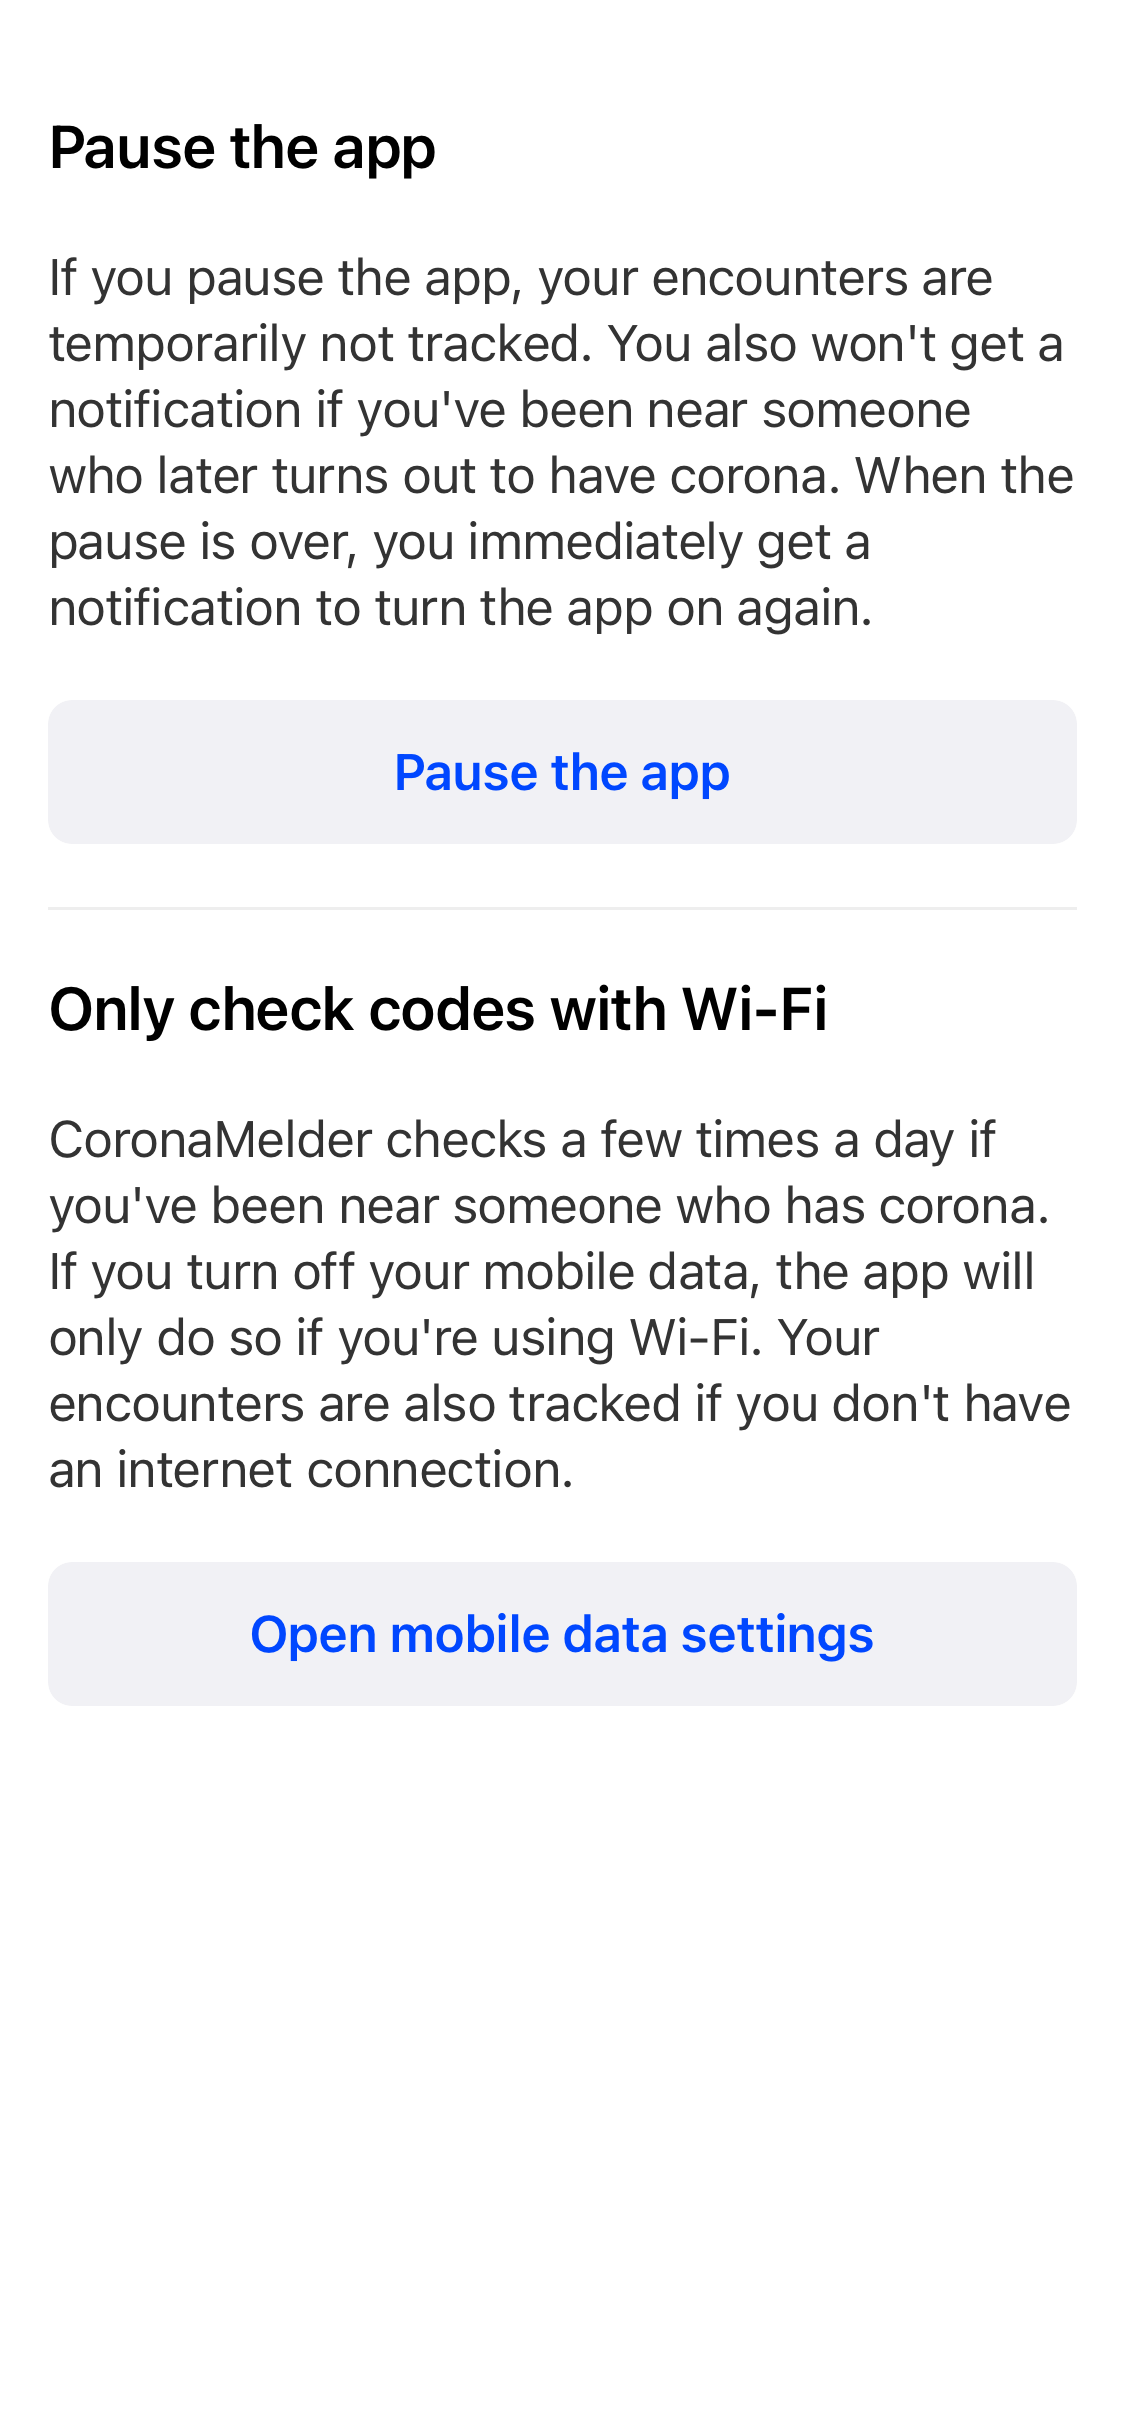 Pause the app
If you pause the app, your encounters are
temporarily not tracked. You also won't get a
notification if you've been near someone
who later turns out to have corona. When the
pause is over, you immediately get a
notification to turn the app on again.
Pause the app
Only check codes with Wi-Fi
CoronaMelder checks a few times a day if
you've been near someone who has corona.
If you turn off your mobile data, the app will
only do so if you're using Wi-Fi. Your
encounters are also tracked if you don't have
an internet connection.
Open mobile data settings